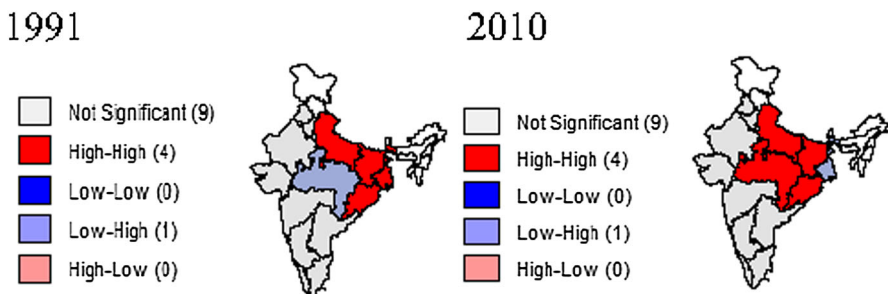 1991
Not Significant (9)
High-High (4)
Low-Low (0)
Low-High (1)
High-Low (0)
2010
Not Significant (9)
High-High (4)
Low-Low (0)
Low-High (1)
High-Low (0)